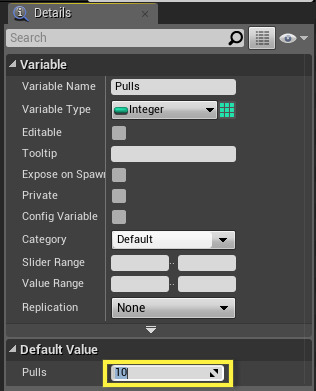 Details
Search
Variable
Variable Name Pulls
Variable Type Integer
Editable
Tooltip
Expose on Spawn
Private
Config Variable
Category Default
Slider Range ..
Value Range ..
Replication None
Default Value
Pulls 10